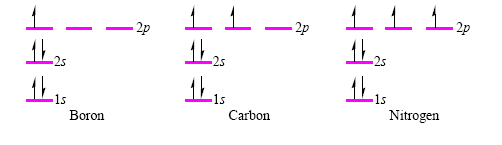 2p 2p 2p
2s 2s 2s
1s 1s 1s
Boron Carbon Nitrogen